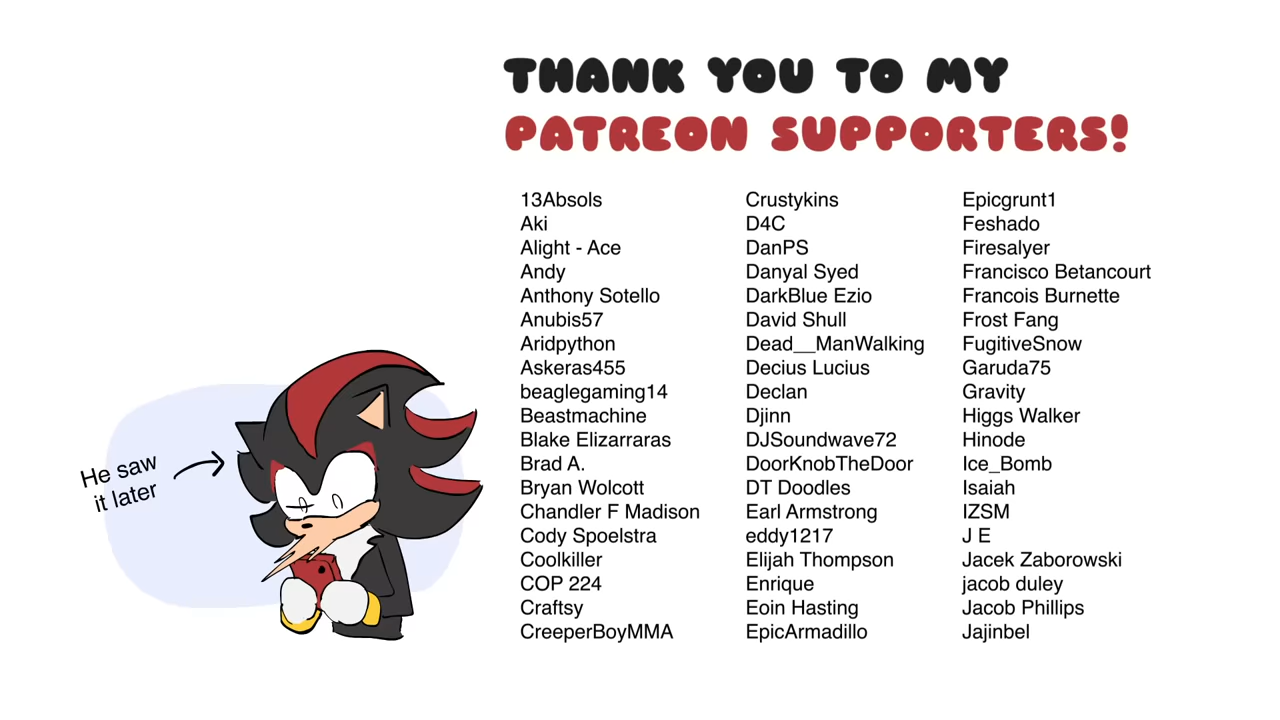 THANK YOU TO MY
PATREON SUPPORTERS!
13Absols
Aki
Alight - Ace
Andy
Anthony Sotello
Anubis57
Aridpython
Askeras455
beaglegaming14
Beastmachine
Blake Elizarraras
Brad A.
Bryan Wolcott
Chandler F Madison
Cody Spoelstra
Coolkiller
COP 224
Craftsy
CreeperBoyMMA
Crustykins
D4C
DanPS
Danyal Syed
DarkBlue Ezio
David Shull
Dead__ManWalking
Decius Lucius
Declan
Djinn
DJSoundwave72
DoorKnobTheDoor
DT Doodles
Earl Armstrong
eddy1217
Elijah Thompson
Enrique
Eoin Hasting
EpicArmadillo
Epicgrunt1
Feshado
Firesalyer
Francisco Betancourt
Francois Burnette
Frost Fang
FugitiveSnow
Garuda75
Gravity
Higgs Walker
Hinode
Ice_Bomb
Isaiah
IZSM
J E
Jacek Zaborowski
jacob duley
Jacob Phillips
Jajinbel
He saw
it later